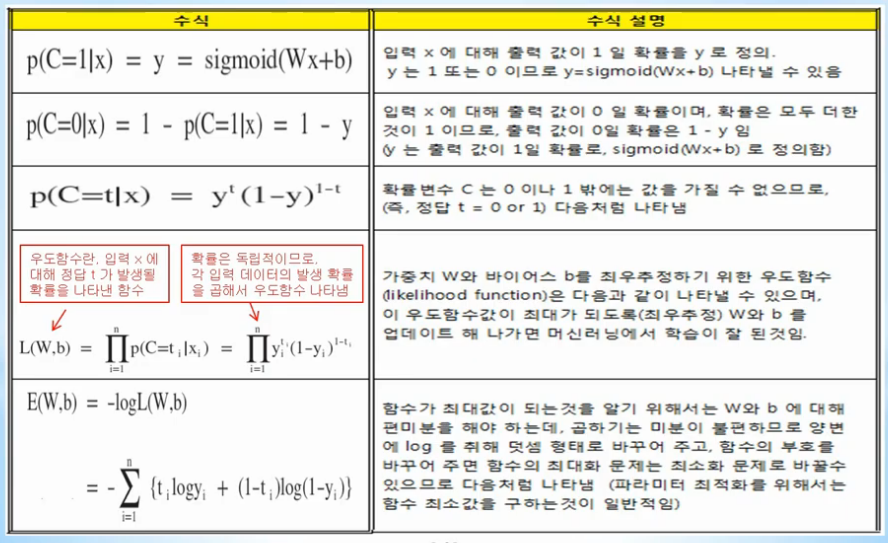 수식
수식 설명
p(C=1|x) = y = sigmoid(Wx+b)
입력 x 에 대해 출력 값이 1 일 확률을 y 로 정의.
y 는 1 또는 0 이므로 y=sigmoid(Wx+b) 나타낼 수 있음
p(C=0|x) = 1 - p(C=1|x) = 1 - y
입력 x 에 대해 출력 값이 0 일 확률이며, 확률은 모두 더한
것이 1 이므로, 출력 값이 0일 확률은 1 - y 임
(y 는 출력 값이 1일 확률로, sigmoid(Wx+b) 로 정의함)
p(C=t|x) = y^t (1-y)^{1-t}
확률변수 C 는 0 이나 1 밖에는 값을 가질 수 없으므로,
(즉, 정답 t = 0 or 1) 다음처럼 나타냄
우도함수란, 입력 x 에
대해 정답 t 가 발생될
확률을 나타낸 함수
확률은 독립적이므로,
각 입력 데이터의 발생 확률
을 곱해서 우도함수 나타냄
L(W,b) = ∏_{i=1}^{n} p(C=t_i|x_i) = ∏_{i=1}^{n} y_i^{t_i} (1-y_i)^{1-t_i}
가중치 W와 바이어스 b를 최우추정하기 위한 우도함수
(likelihood function)은 다음과 같이 나타낼 수 있으며,
이 우도함수값이 최대가 되도록(최우추정) W와 b 를
업데이트 해 나가면 머신러닝에서 학습이 잘 된것임.
E(W,b) = -logL(W,b)
= -∑_{i=1}^{n} {t_i logy_i + (1-t_i)log(1-y_i)}
함수가 최대값이 되는것을 알기 위해서는 W와 b 에 대해
편미분을 해야 하는데, 곱하기는 미분이 불편하므로 양변
에 log 를 취해 덧셈 형태로 바꾸어 주고, 함수의 부호를
바꾸어 주면 함수의 최대화 문제는 최소화 문제로 바꿀수
있으므로 다음처럼 나타냄 (파라미터 최적화를 위해서는
함수 최소값을 구하는것이 일반적임)